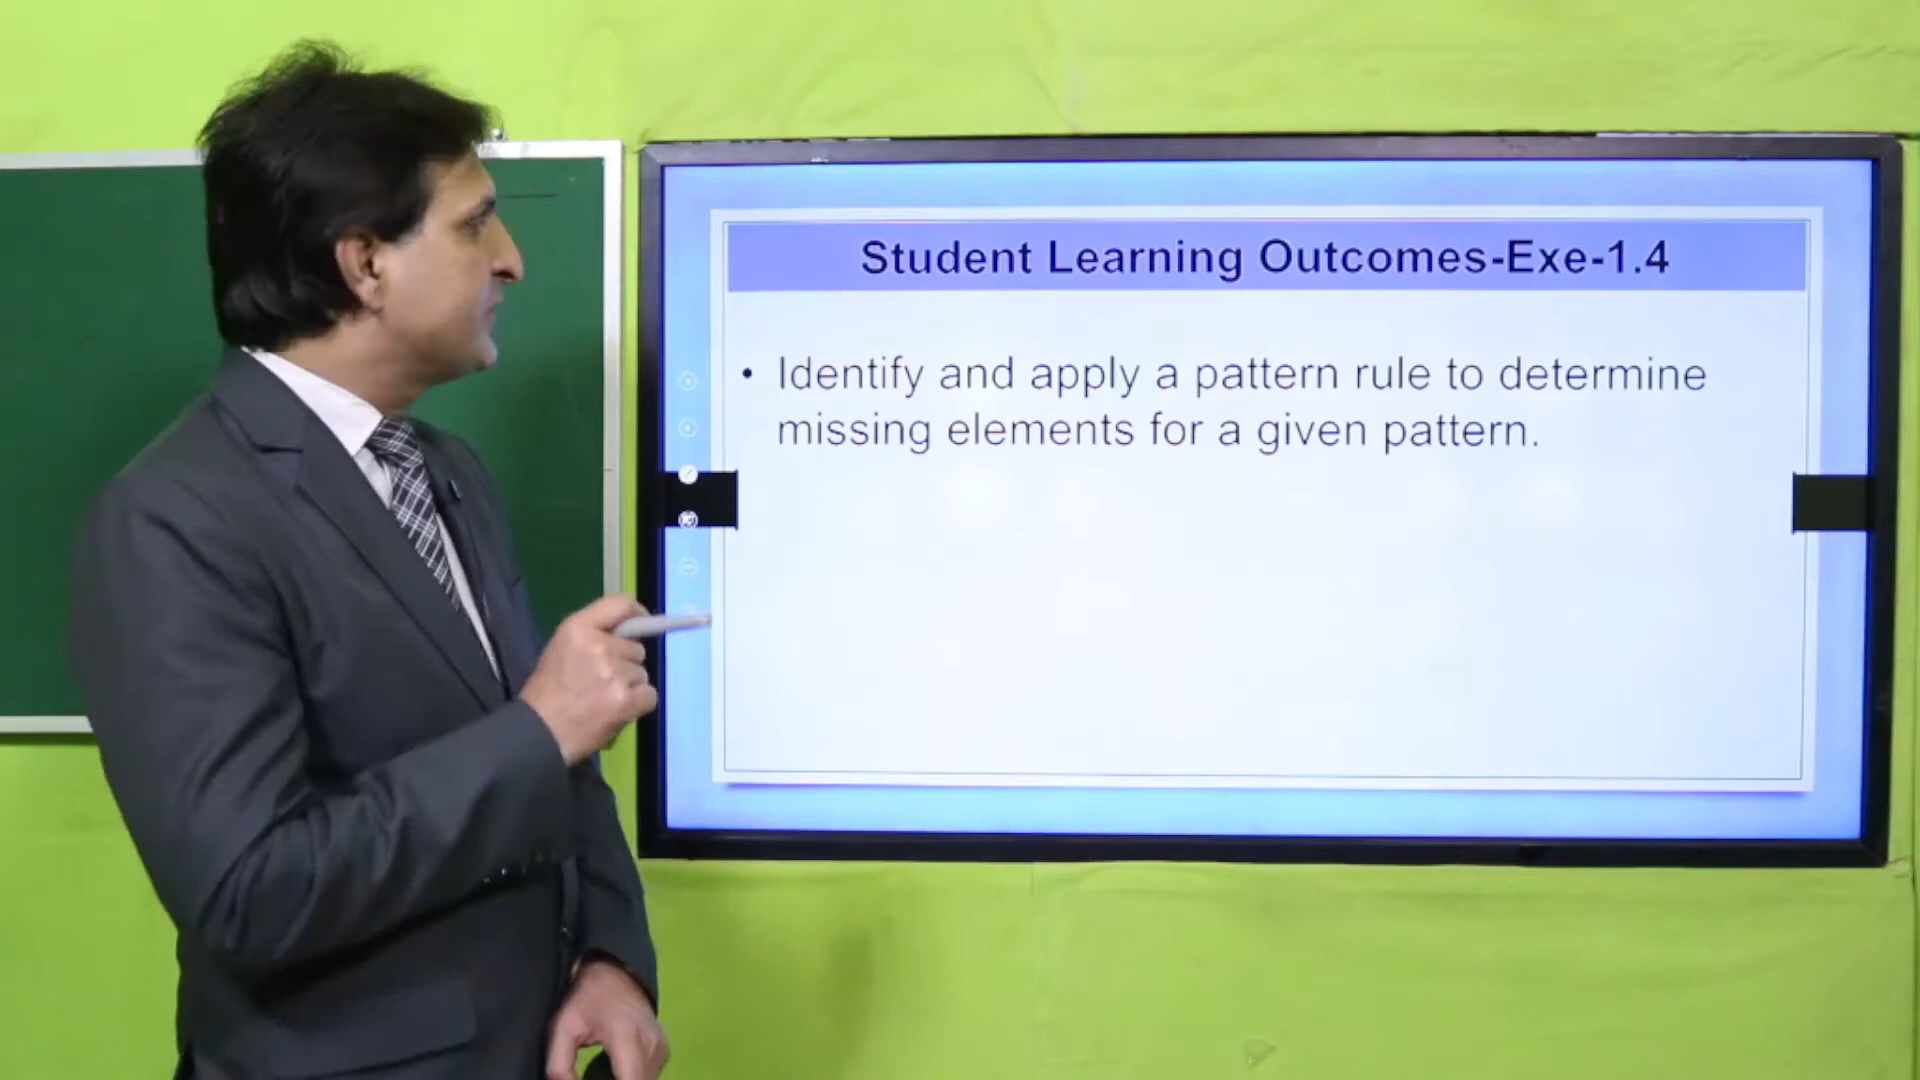 Student Learning Outcomes-Exe-1.4
• Identify and apply a pattern rule to determine
missing elements for a given pattern.